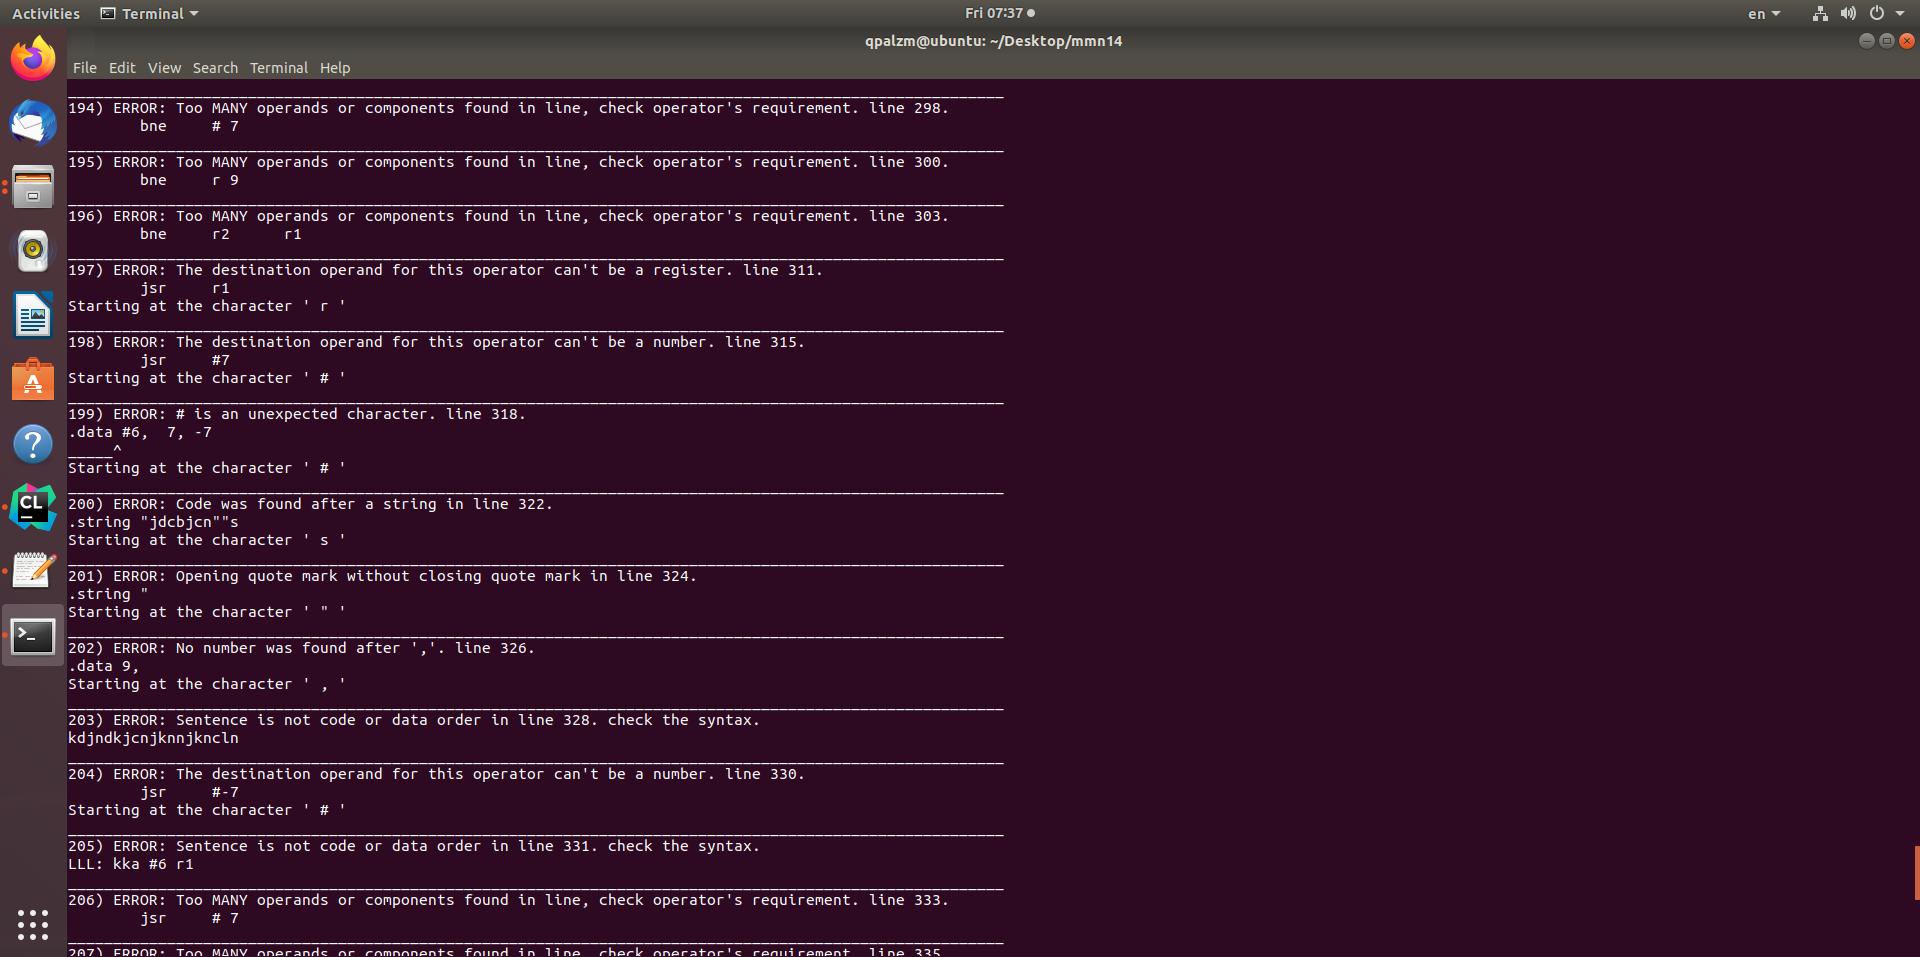 Activities Terminal Fri 07:37 en
qpalzm@ubuntu: ~/Desktop/mmn14
File Edit View Search Terminal Help
194) ERROR: Too MANY operands or components found in line, check operator's requirement. line 298.
bne # 7
195) ERROR: Too MANY operands or components found in line, check operator's requirement. line 300.
bne r 9
196) ERROR: Too MANY operands or components found in line, check operator's requirement. line 303.
bne r2 r1
197) ERROR: The destination operand for this operator can't be a register. line 311.
jsr r1
Starting at the character ' r '
198) ERROR: The destination operand for this operator can't be a number. line 315.
jsr #7
Starting at the character ' # '
199) ERROR: # is an unexpected character. line 318.
.data #6,  7, -7
_____^
Starting at the character ' # '
200) ERROR: Code was found after a string in line 322.
.string "jdcbjcn""s
Starting at the character ' s '
201) ERROR: Opening quote mark without closing quote mark in line 324.
.string "
Starting at the character ' " '
202) ERROR: No number was found after ','. line 326.
.data 9,
Starting at the character ' , '
203) ERROR: Sentence is not code or data order in line 328. check the syntax.
kdjndkjcnjknnjkncln
204) ERROR: The destination operand for this operator can't be a number. line 330.
jsr #-7
Starting at the character ' # '
205) ERROR: Sentence is not code or data order in line 331. check the syntax.
LLL: kka #6 r1
206) ERROR: Too MANY operands or components found in line, check operator's requirement. line 333.
jsr # 7
207) ERROR: Too MANY operands or components found in line, check operator's requirement. line 335
CL